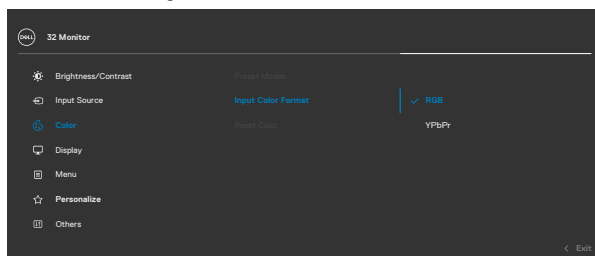 DELL 32 Monitor
Brightness/Contrast Preset Modes
Input Source Input Color Format ✓ RGB
Color Reset Color YPbPr
Display
Menu
Personalize
Others
< Exit